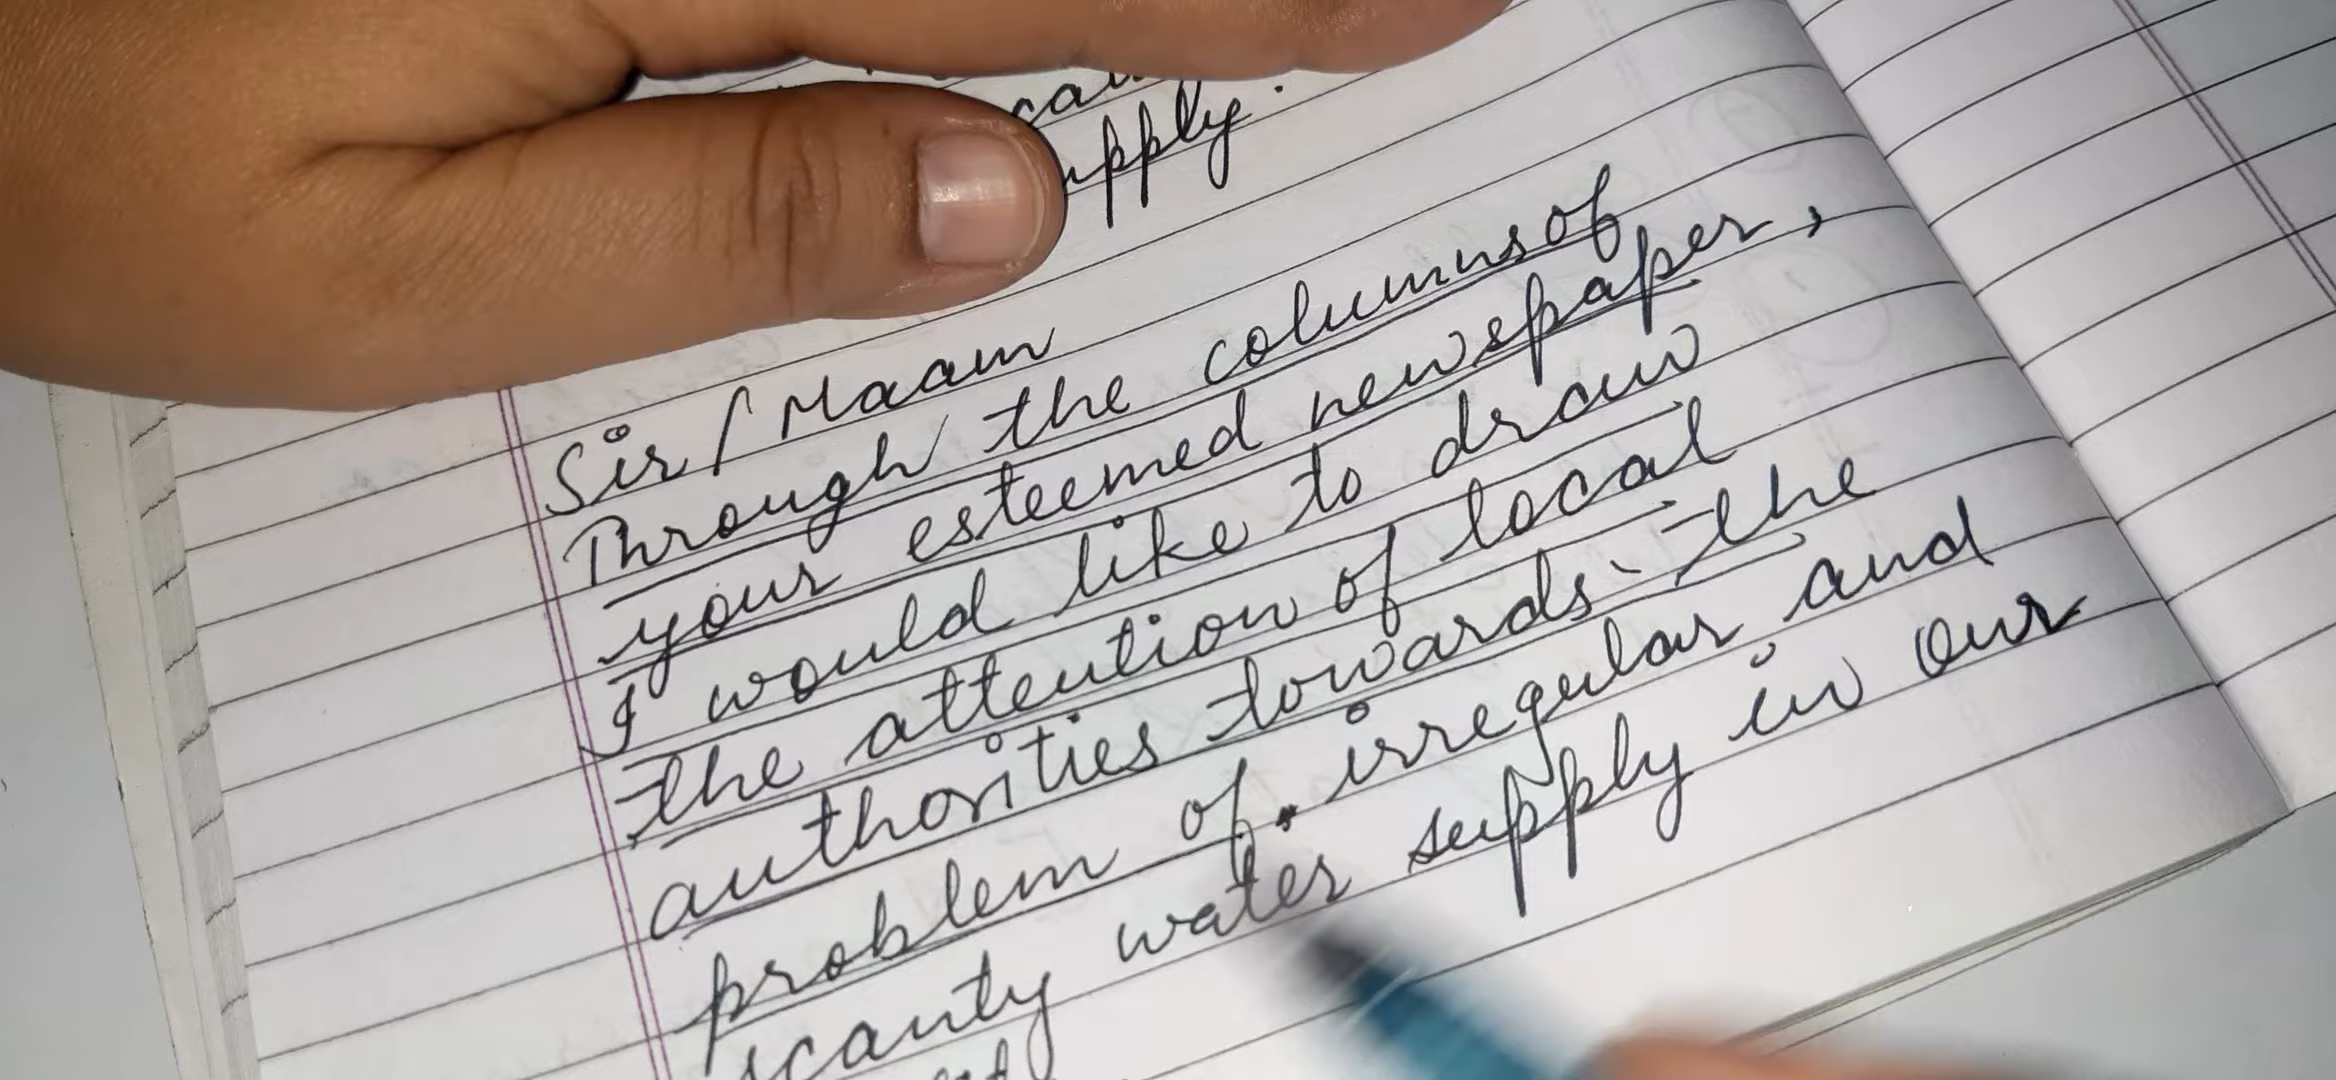 supply.
Sir/Maam
Through the columns of
your esteemed newspaper,
I would like to draw
the attention of local
authorities towards the
problem of irregular and
scanty water supply in our